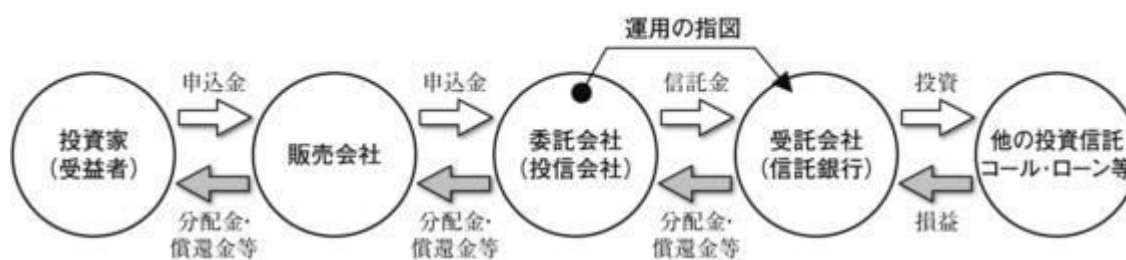 運用の指図
申込金
申込金
信託金
投資
投資家
(受益者)
販売会社
委託会社
(投信会社)
受託会社
(信託銀行)
他の投資信託
コール・ローン等
分配金・
償還金等
分配金・
償還金等
分配金・
償還金等
損益